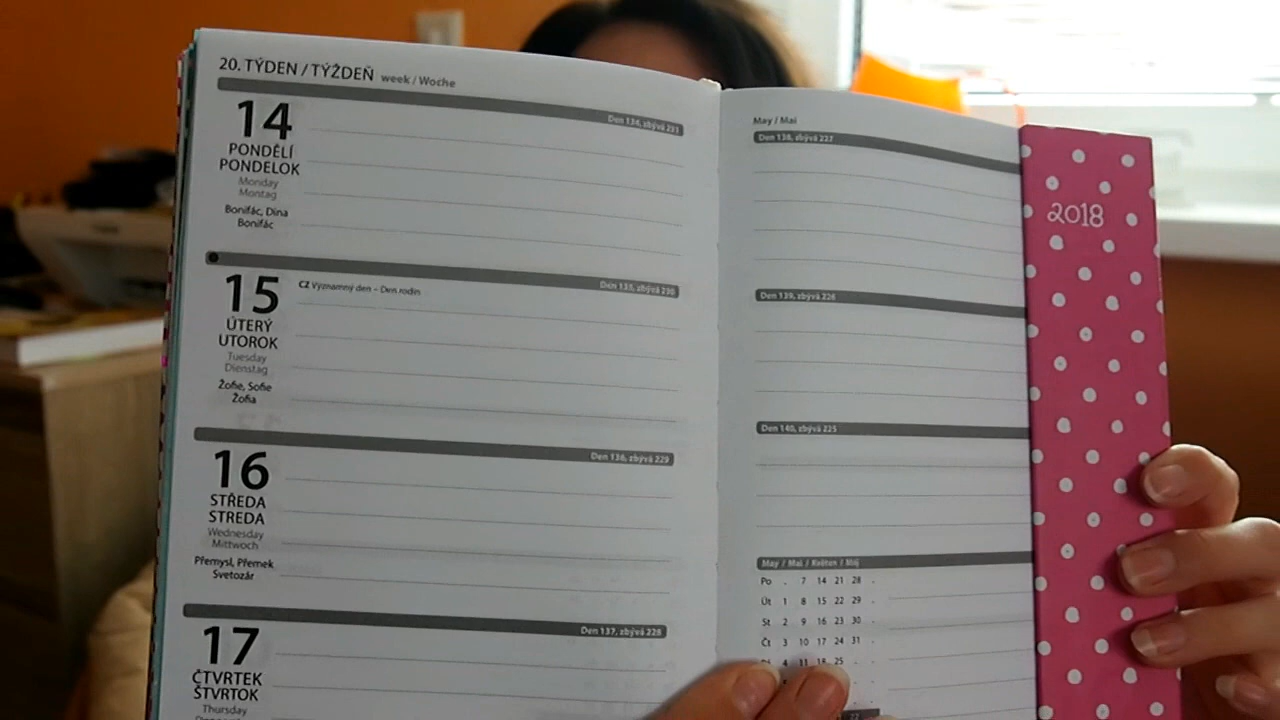 20. TÝDEN / TÝŽDEŇ week / Woche
Den 134, zbývá 231
14
PONDĚLÍ
PONDELOK
Monday
Montag
Bonifác, Dina
Bonifác
Den 135, zbývá 230
15
CZ Významný den – Den rodin
ÚTERÝ
UTOROK
Tuesday
Dienstag
Žofie, Sofie
Žofia
Den 136, zbývá 229
16
STŘEDA
STREDA
Wednesday
Mittwoch
Přemysl, Přemek
Svetozár
Den 137, zbývá 228
17
ČTVRTEK
ŠTVRTOK
Thursday
May / Mai
Den 138, zbývá 227
Den 139, zbývá 226
Den 140, zbývá 225
May / Mai / Květen / Máj
Po . 7 14 21 28 .
Út 1 8 15 22 29 .
St 2 9 16 23 30 .
Čt 3 10 17 24 31 .
4 11 18 25 . .
22
2018